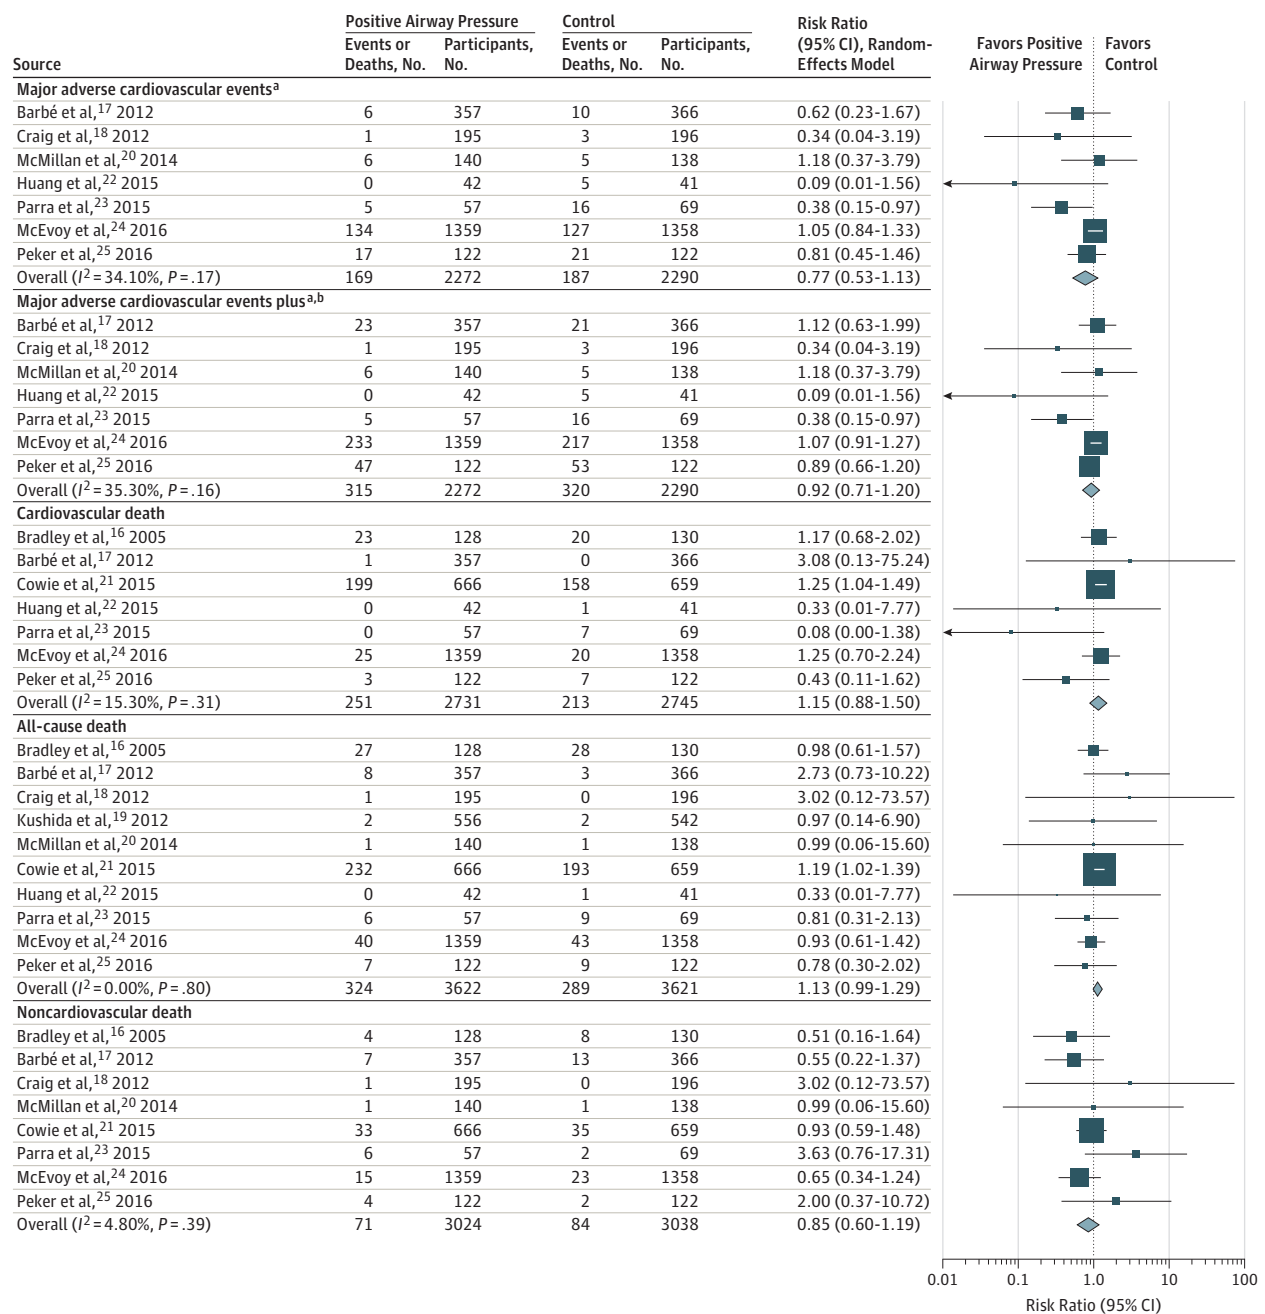 Positive Airway Pressure Control Risk Ratio (95% CI), Random-Effects Model
Source Events or Deaths, No. Participants, No. Events or Deaths, No. Participants, No. Favors Positive Airway Pressure Favors Control
Major adverse cardiovascular events^a
Barbé et al,17 2012 6 357 10 366 0.62 (0.23-1.67)
Craig et al,18 2012 1 195 3 196 0.34 (0.04-3.19)
McMillan et al,20 2014 6 140 5 138 1.18 (0.37-3.79)
Huang et al,22 2015 0 42 5 41 0.09 (0.01-1.56)
Parra et al,23 2015 5 57 16 69 0.38 (0.15-0.97)
McEvoy et al,24 2016 134 1359 127 1358 1.05 (0.84-1.33)
Peker et al,25 2016 17 122 21 122 0.81 (0.45-1.46)
Overall (I2 = 34.10%, P = .17) 169 2272 187 2290 0.77 (0.53-1.13)
Major adverse cardiovascular events plus^a,b
Barbé et al,17 2012 23 357 21 366 1.12 (0.63-1.99)
Craig et al,18 2012 1 195 3 196 0.34 (0.04-3.19)
McMillan et al,20 2014 6 140 5 138 1.18 (0.37-3.79)
Huang et al,22 2015 0 42 5 41 0.09 (0.01-1.56)
Parra et al,23 2015 5 57 16 69 0.38 (0.15-0.97)
McEvoy et al,24 2016 233 1359 217 1358 1.07 (0.91-1.27)
Peker et al,25 2016 47 122 53 122 0.89 (0.66-1.20)
Overall (I2 = 35.30%, P = .16) 315 2272 320 2290 0.92 (0.71-1.20)
Cardiovascular death
Bradley et al,16 2005 23 128 20 130 1.17 (0.68-2.02)
Barbé et al,17 2012 1 357 0 366 3.08 (0.13-75.24)
Cowie et al,21 2015 199 666 158 659 1.25 (1.04-1.49)
Huang et al,22 2015 0 42 1 41 0.33 (0.01-7.77)
Parra et al,23 2015 0 57 7 69 0.08 (0.00-1.38)
McEvoy et al,24 2016 25 1359 20 1358 1.25 (0.70-2.24)
Peker et al,25 2016 3 122 7 122 0.43 (0.11-1.62)
Overall (I2 = 15.30%, P = .31) 251 2731 213 2745 1.15 (0.88-1.50)
All-cause death
Bradley et al,16 2005 27 128 28 130 0.98 (0.61-1.57)
Barbé et al,17 2012 8 357 3 366 2.73 (0.73-10.22)
Craig et al,18 2012 1 195 0 196 3.02 (0.12-73.57)
Kushida et al,19 2012 2 556 2 542 0.97 (0.14-6.90)
McMillan et al,20 2014 1 140 1 138 0.99 (0.06-15.60)
Cowie et al,21 2015 232 666 193 659 1.19 (1.02-1.39)
Huang et al,22 2015 0 42 1 41 0.33 (0.01-7.77)
Parra et al,23 2015 6 57 9 69 0.81 (0.31-2.13)
McEvoy et al,24 2016 40 1359 43 1358 0.93 (0.61-1.42)
Peker et al,25 2016 7 122 9 122 0.78 (0.30-2.02)
Overall (I2 = 0.00%, P = .80) 324 3622 289 3621 1.13 (0.99-1.29)
Noncardiovascular death
Bradley et al,16 2005 4 128 8 130 0.51 (0.16-1.64)
Barbé et al,17 2012 7 357 13 366 0.55 (0.22-1.37)
Craig et al,18 2012 1 195 0 196 3.02 (0.12-73.57)
McMillan et al,20 2014 1 140 1 138 0.99 (0.06-15.60)
Cowie et al,21 2015 33 666 35 659 0.93 (0.59-1.48)
Parra et al,23 2015 6 57 2 69 3.63 (0.76-17.31)
McEvoy et al,24 2016 15 1359 23 1358 0.65 (0.34-1.24)
Peker et al,25 2016 4 122 2 122 2.00 (0.37-10.72)
Overall (I2 = 4.80%, P = .39) 71 3024 84 3038 0.85 (0.60-1.19)
0.01 0.1 1.0 10 100
Risk Ratio (95% CI)